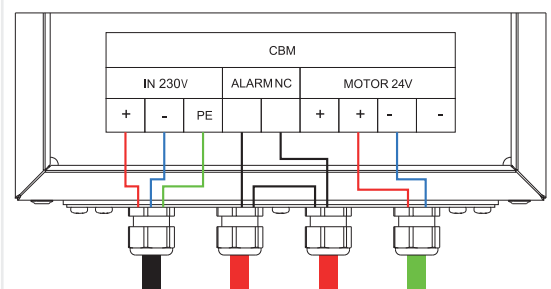 CBM
IN 230V ALARM NC MOTOR 24V
+ - PE + + - -